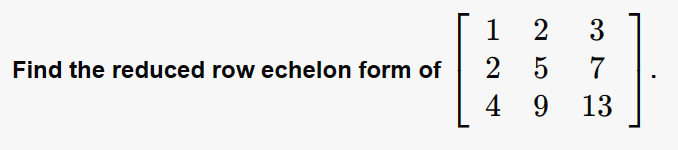 Find the reduced row echelon form of [ 1 2 3
2 5 7
4 9 13 ].